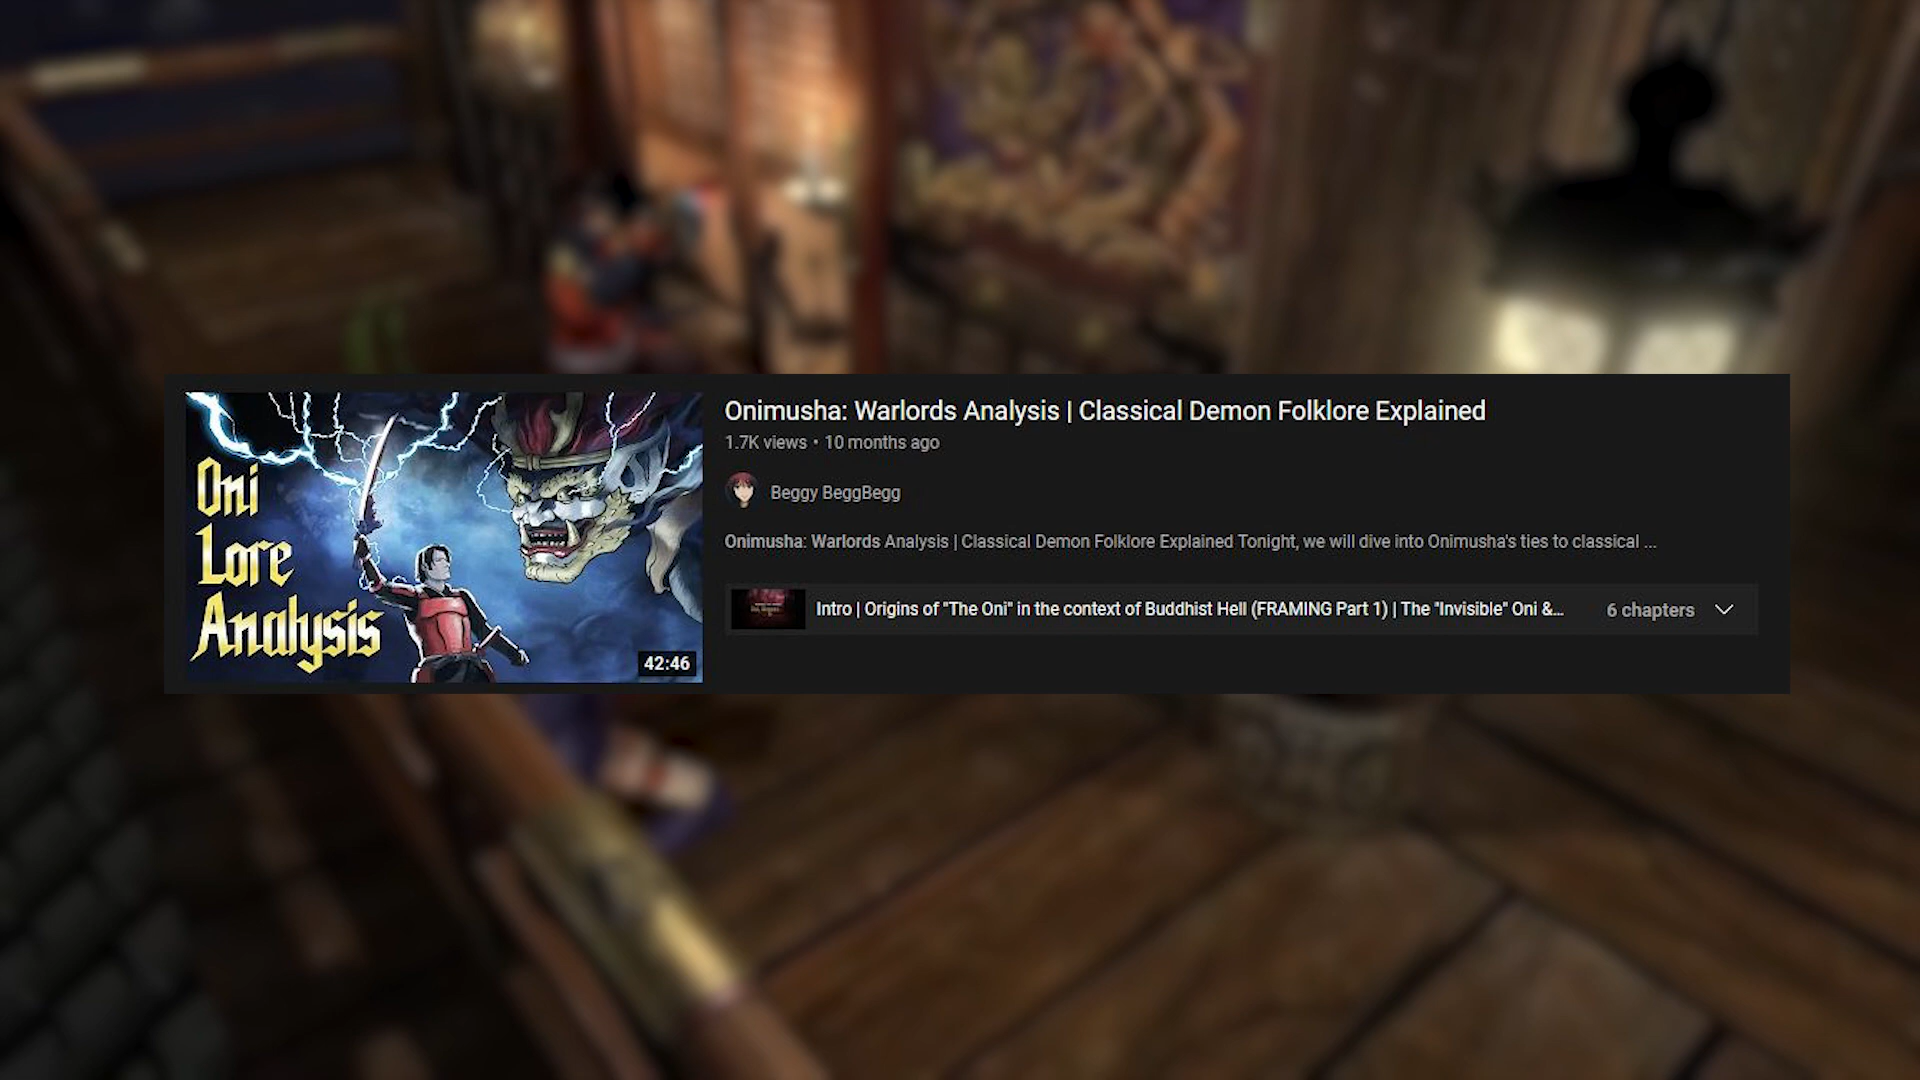 Oni
Lore
Analysis
42:46
Onimusha: Warlords Analysis | Classical Demon Folklore Explained
1.7K views • 10 months ago
Beggy BeggBegg
Onimusha: Warlords Analysis | Classical Demon Folklore Explained Tonight, we will dive into Onimusha's ties to classical ...
Intro | Origins of "The Oni" in the context of Buddhist Hell (FRAMING Part 1) | The "Invisible" Oni &...
6 chapters